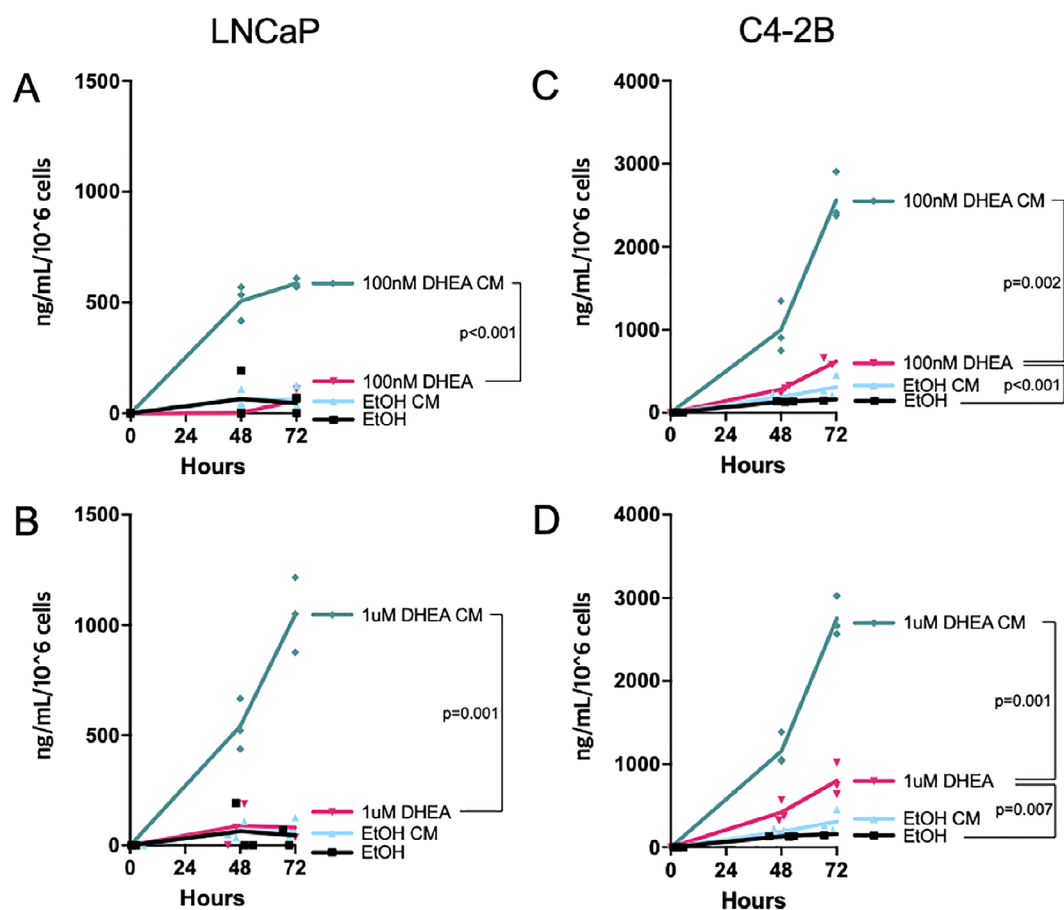 LNCaP
C4-2B
A
1500
1000
500
0
ng/mL/10^6 cells
0 24 48 72
Hours
100nM DHEA CM
p<0.001
100nM DHEA
EtOH CM
EtOH
C
4000
3000
2000
1000
0
ng/mL/10^6 cells
0 24 48 72
Hours
100nM DHEA CM
p=0.002
100nM DHEA
EtOH CM
p<0.001
EtOH
B
1500
1000
500
0
ng/mL/10^6 cells
0 24 48 72
Hours
1uM DHEA CM
p=0.001
1uM DHEA
EtOH CM
EtOH
D
4000
3000
2000
1000
0
ng/mL/10^6 cells
0 24 48 72
Hours
1uM DHEA CM
p=0.001
1uM DHEA
p=0.007
EtOH CM
EtOH